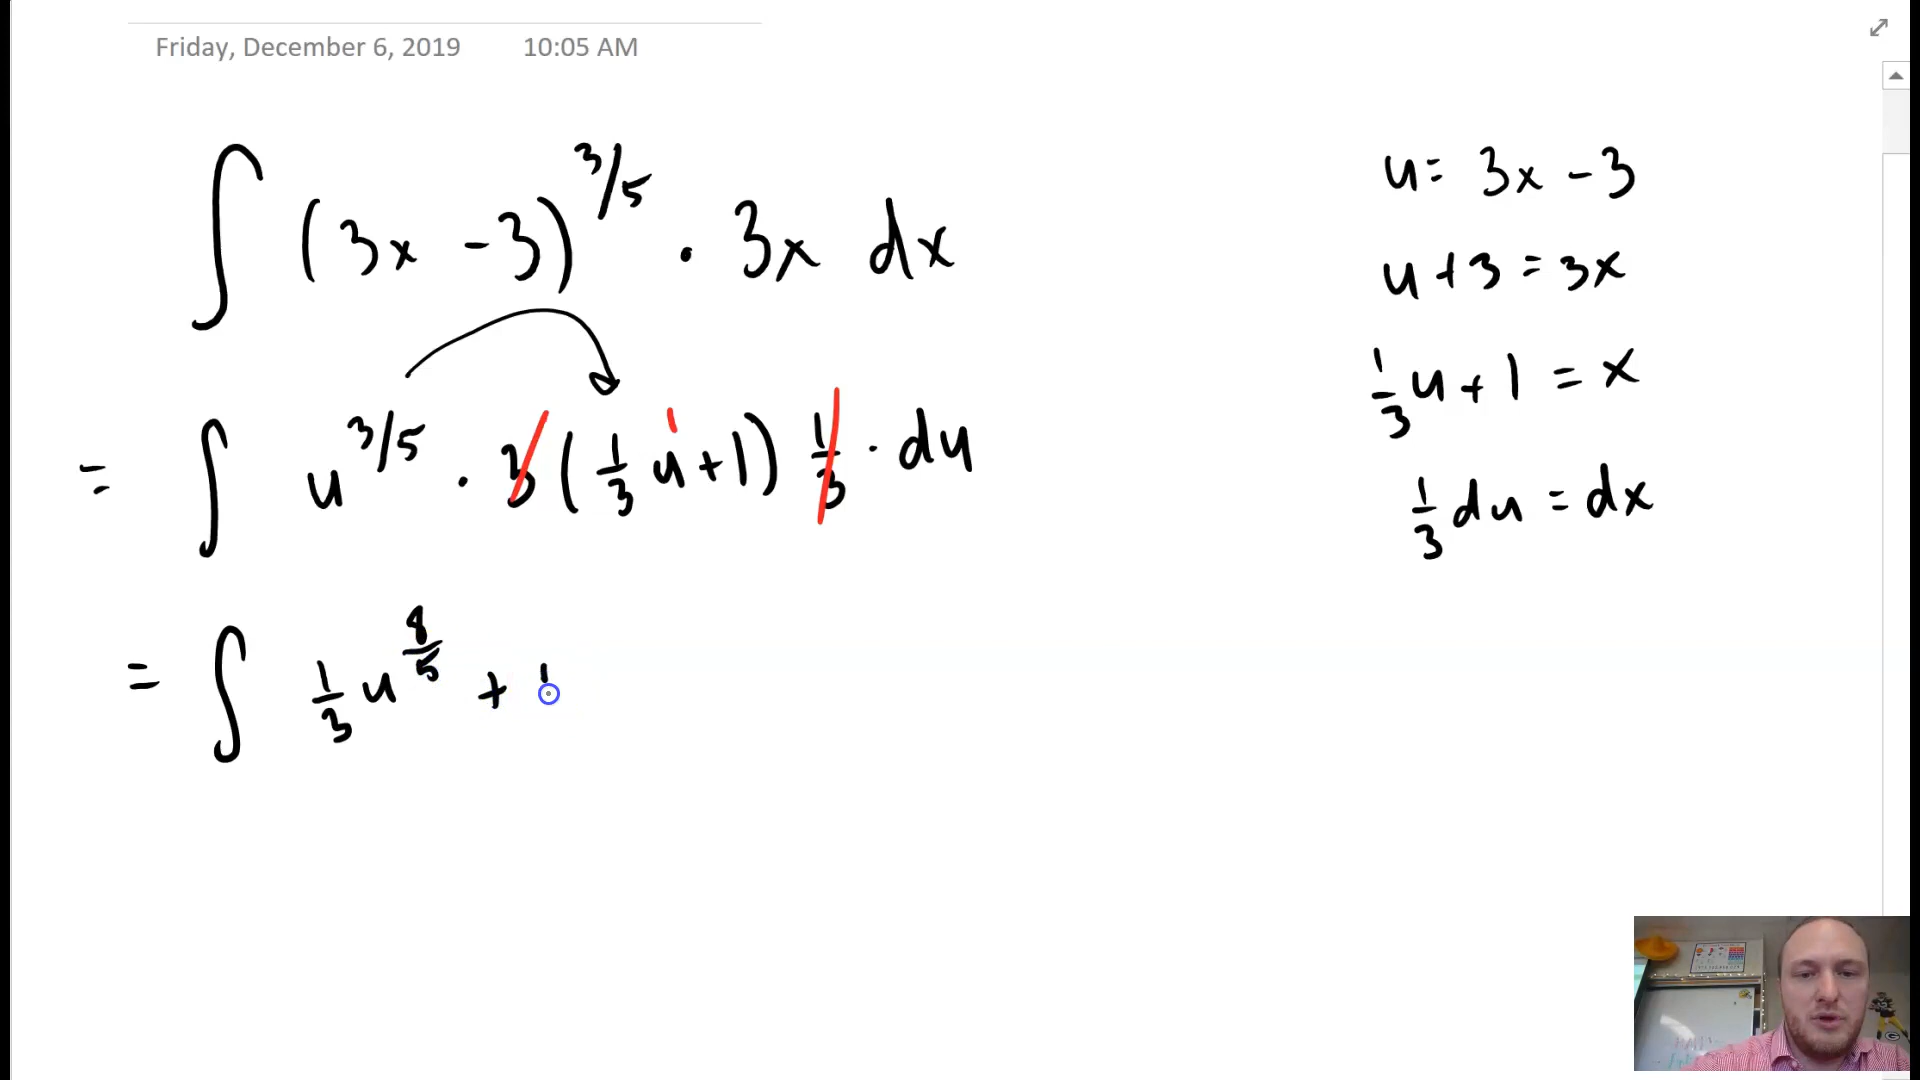 Friday, December 6, 2019 10:05 AM
∫ (3x - 3)^3/5 · 3x dx
= ∫ u^3/5 · 3(1/3 u + 1) 1/3 · du
= ∫ 1/3 u^8/5 +
u = 3x - 3
u + 3 = 3x
1/3 u + 1 = x
1/3 du = dx